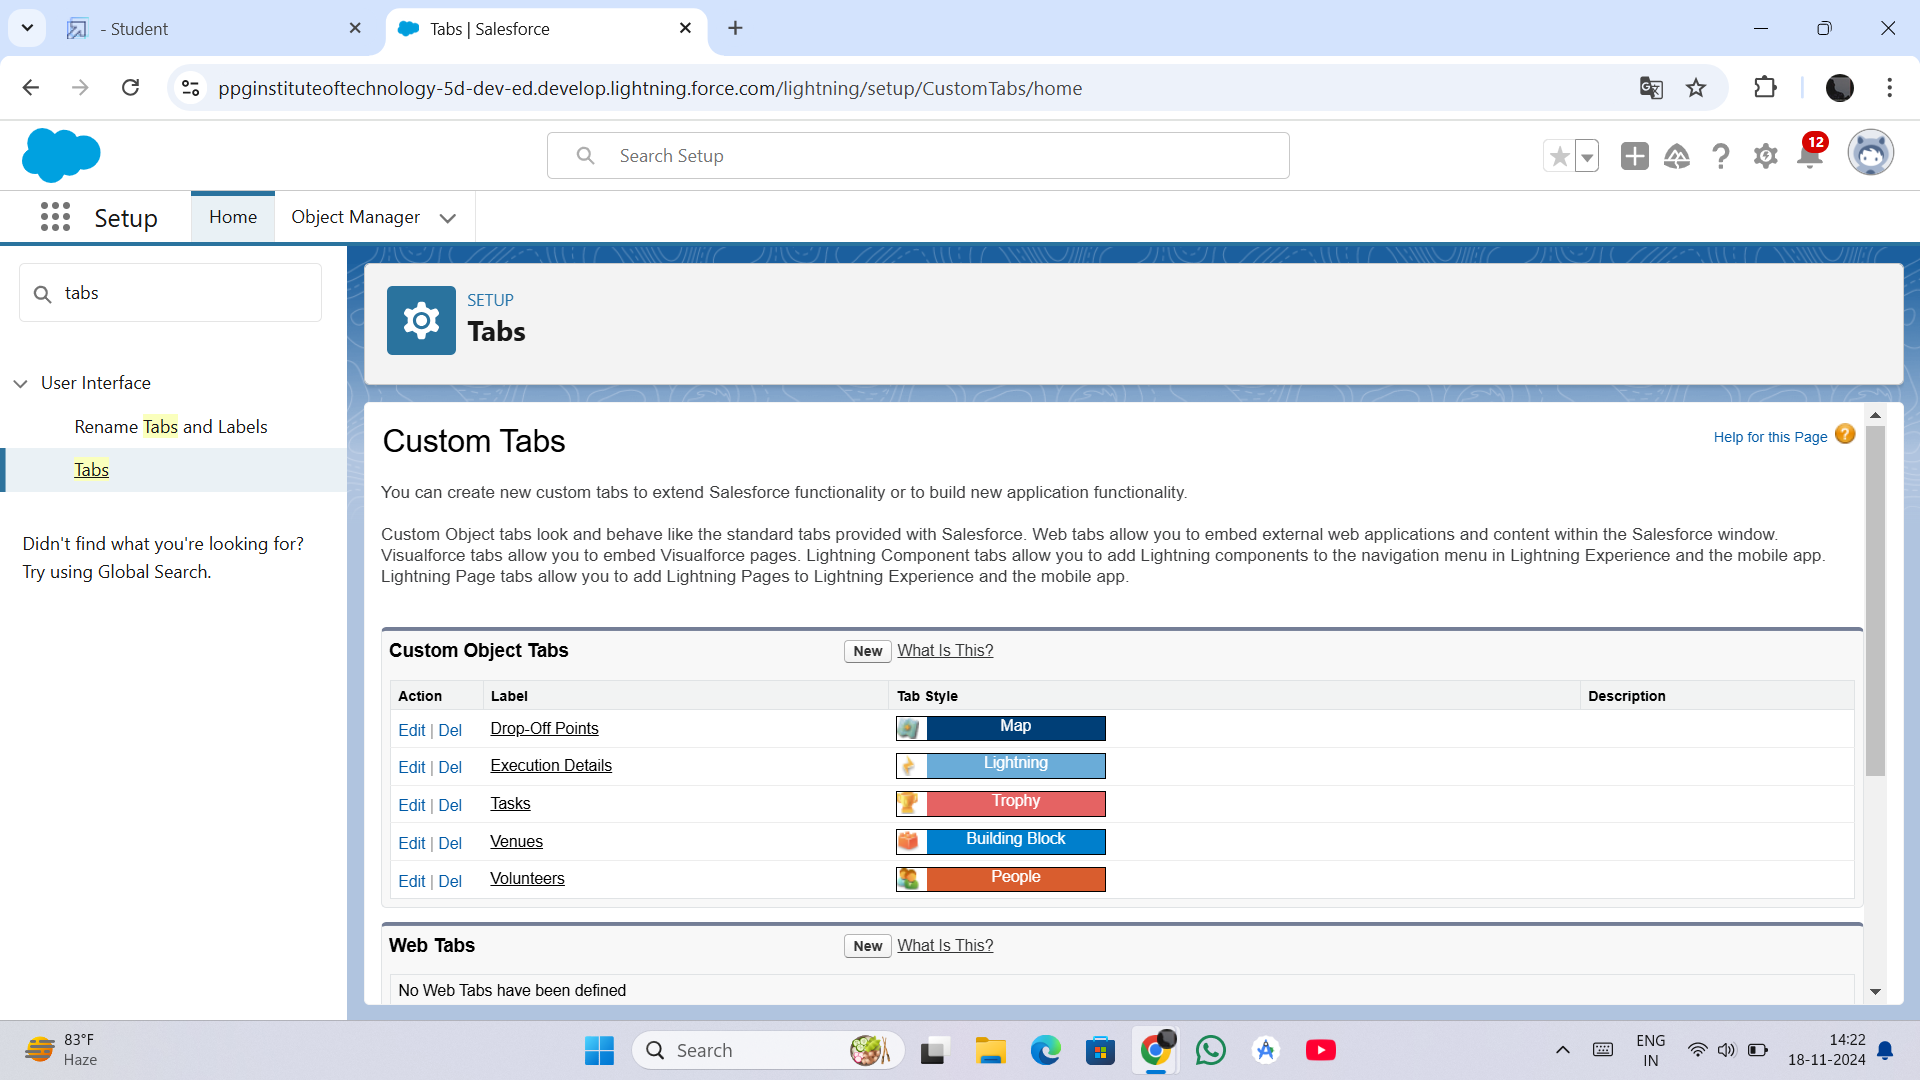 - Student
Tabs | Salesforce
ppginstituteoftechnology-5d-dev-ed.develop.lightning.force.com/lightning/setup/CustomTabs/home
Search Setup
12
Setup
Home
Object Manager
tabs
User Interface
Rename Tabs and Labels
Tabs
Didn't find what you're looking for?
Try using Global Search.
SETUP
Tabs
Custom Tabs
Help for this Page
You can create new custom tabs to extend Salesforce functionality or to build new application functionality.
Custom Object tabs look and behave like the standard tabs provided with Salesforce. Web tabs allow you to embed external web applications and content within the Salesforce window.
Visualforce tabs allow you to embed Visualforce pages. Lightning Component tabs allow you to add Lightning components to the navigation menu in Lightning Experience and the mobile app.
Lightning Page tabs allow you to add Lightning Pages to Lightning Experience and the mobile app.
Custom Object Tabs New What Is This?
Action Label Tab Style Description
Edit | Del Drop-Off Points Map
Edit | Del Execution Details Lightning
Edit | Del Tasks Trophy
Edit | Del Venues Building Block
Edit | Del Volunteers People
Web Tabs New What Is This?
No Web Tabs have been defined
83°F
Haze
Search
ENG
IN
14:22
18-11-2024